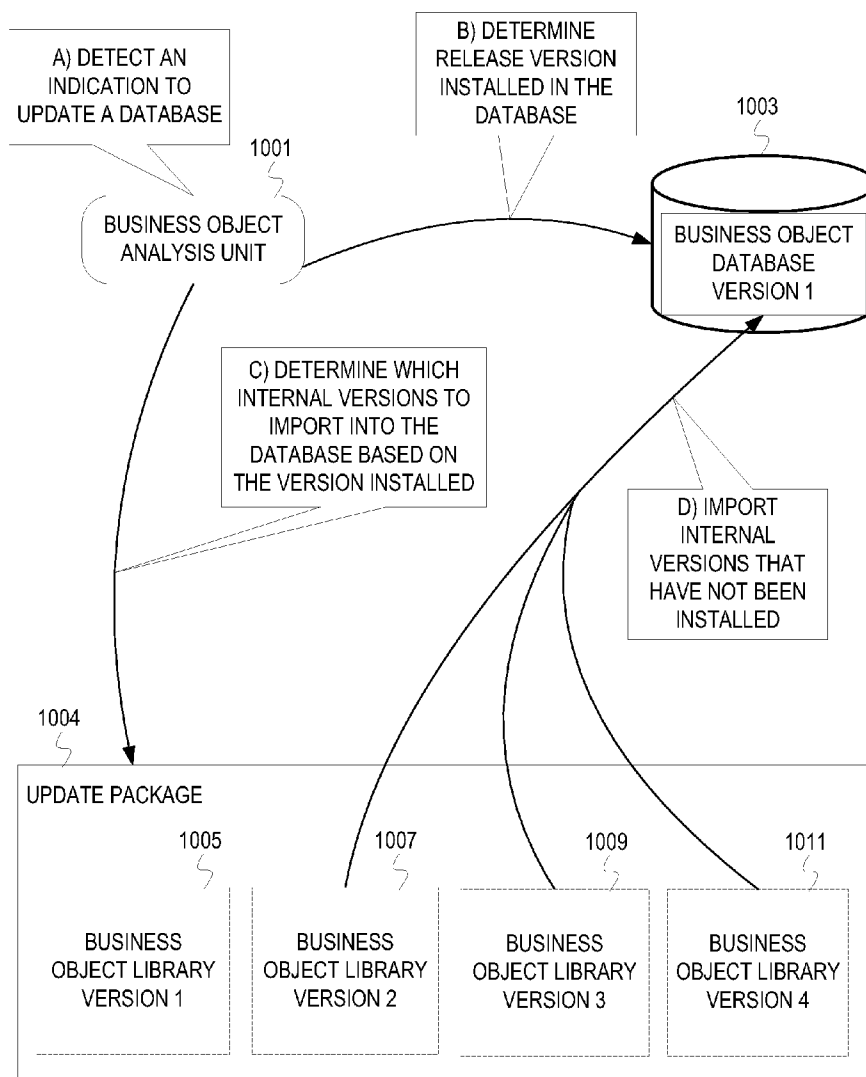 A) DETECT AN
INDICATION TO
UPDATE A DATABASE
B) DETERMINE
RELEASE VERSION
INSTALLED IN THE
DATABASE
1003
1001
BUSINESS OBJECT
ANALYSIS UNIT
BUSINESS OBJECT
DATABASE
VERSION 1
C) DETERMINE WHICH
INTERNAL VERSIONS TO
IMPORT INTO THE
DATABASE BASED ON
THE VERSION INSTALLED
D) IMPORT
INTERNAL
VERSIONS THAT
HAVE NOT BEEN
INSTALLED
1004
UPDATE PACKAGE
1005
BUSINESS
OBJECT LIBRARY
VERSION 1
1007
BUSINESS
OBJECT LIBRARY
VERSION 2
1009
BUSINESS
OBJECT LIBRARY
VERSION 3
1011
BUSINESS
OBJECT LIBRARY
VERSION 4